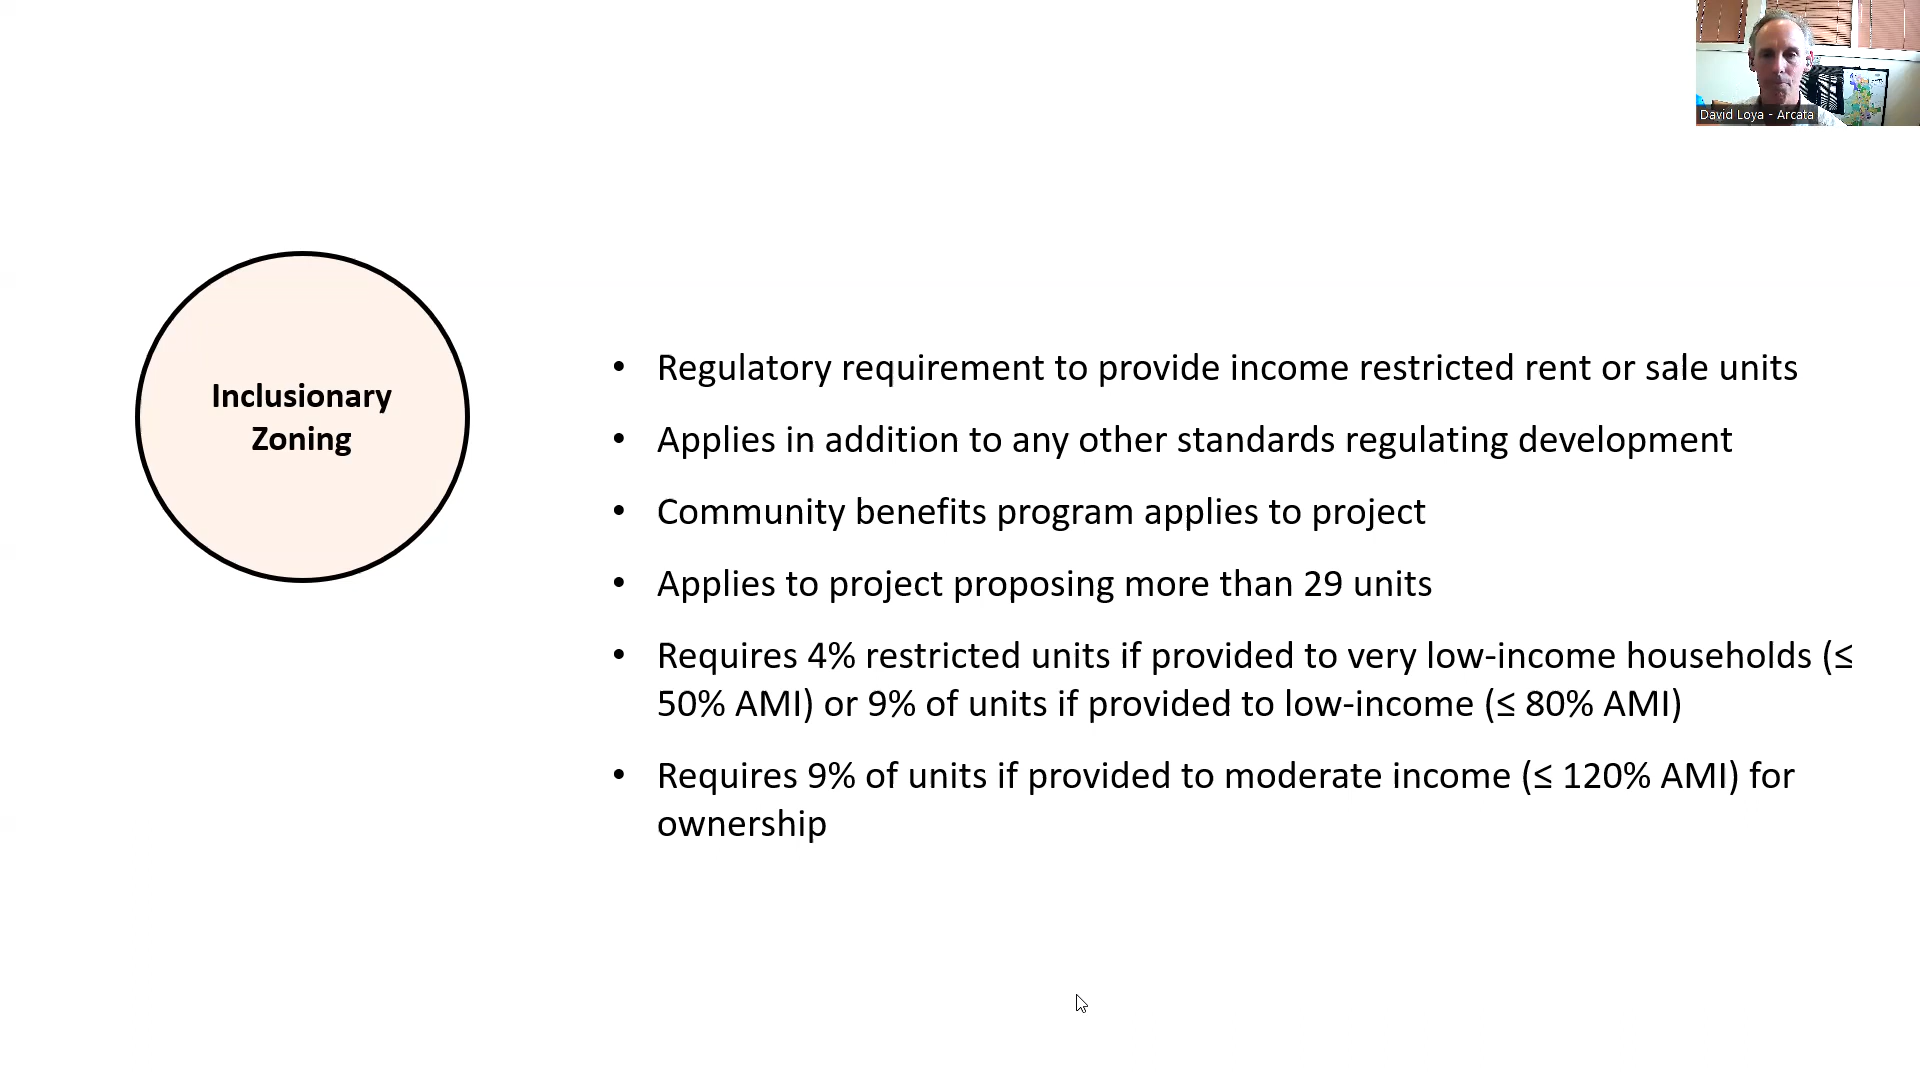 David Loya - Arcata
Inclusionary
Zoning
• Regulatory requirement to provide income restricted rent or sale units
• Applies in addition to any other standards regulating development
• Community benefits program applies to project
• Applies to project proposing more than 29 units
• Requires 4% restricted units if provided to very low-income households (≤
50% AMI) or 9% of units if provided to low-income (≤ 80% AMI)
• Requires 9% of units if provided to moderate income (≤ 120% AMI) for
ownership